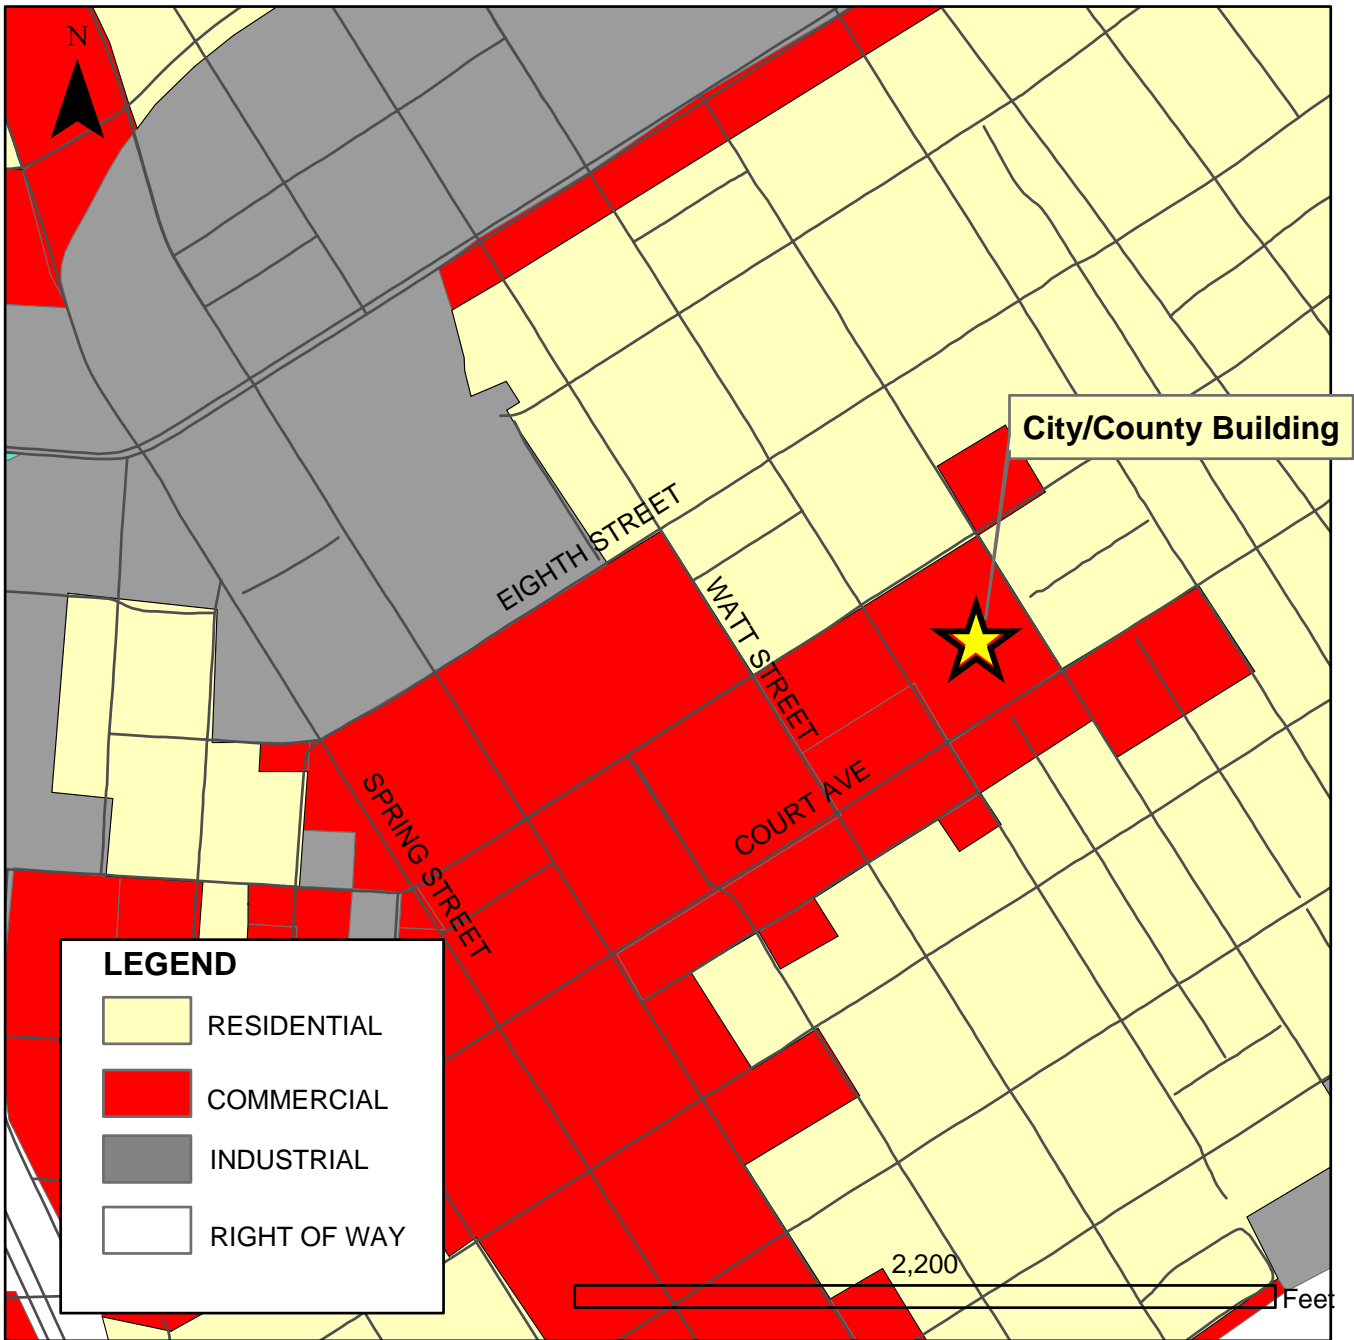 N
City/County Building
EIGHTH STREET
WATT STREET
COURT AVE
SPRING STREET
LEGEND
RESIDENTIAL
COMMERCIAL
INDUSTRIAL
RIGHT OF WAY
2,200
Feet